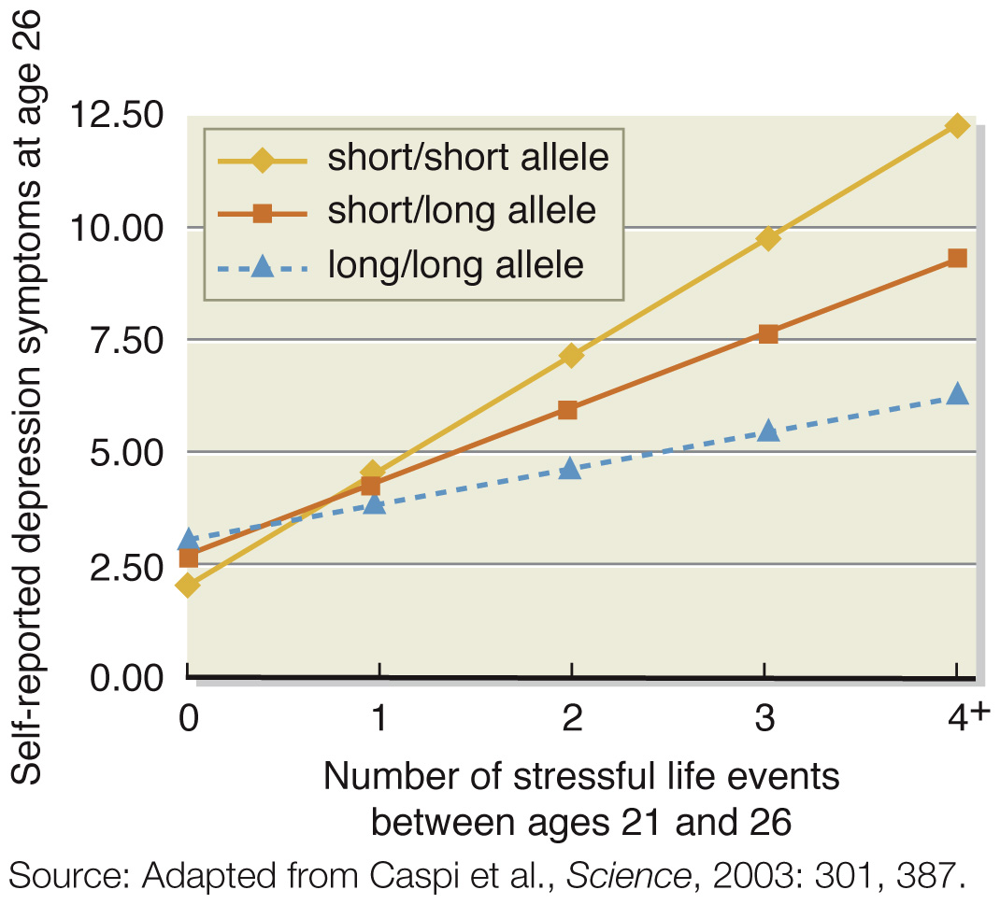 Self-reported depression symptoms at age 26
12.50
10.00
7.50
5.00
2.50
0.00
short/short allele
short/long allele
long/long allele
0 1 2 3 4+
Number of stressful life events
between ages 21 and 26
Source: Adapted from Caspi et al., Science, 2003: 301, 387.